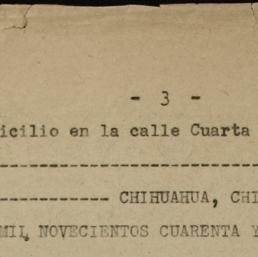 - 3 -
icilio en la calle Cuarta
------------------------
----------- CHIHUAHUA, CHI
MIL NOVECIENTOS CUARENTA Y